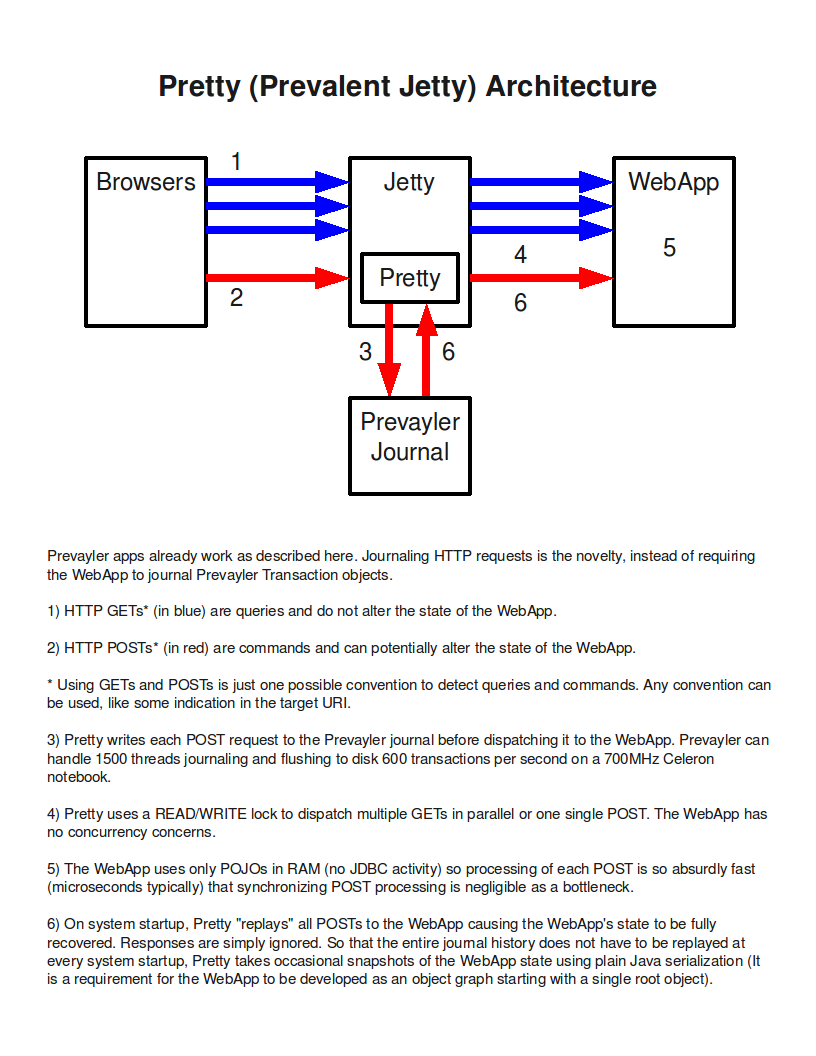 Pretty (Prevalent Jetty) Architecture
1
Browsers
Jetty
WebApp
4
5
Pretty
2
6
3
6
Prevayler
Journal
Prevayler apps already work as described here. Journaling HTTP requests is the novelty, instead of requiring
the WebApp to journal Prevayler Transaction objects.
1) HTTP GETs* (in blue) are queries and do not alter the state of the WebApp.
2) HTTP POSTs* (in red) are commands and can potentially alter the state of the WebApp.
* Using GETs and POSTs is just one possible convention to detect queries and commands. Any convention can
be used, like some indication in the target URI.
3) Pretty writes each POST request to the Prevayler journal before dispatching it to the WebApp. Prevayler can
handle 1500 threads journaling and flushing to disk 600 transactions per second on a 700MHz Celeron
notebook.
4) Pretty uses a READ/WRITE lock to dispatch multiple GETs in parallel or one single POST. The WebApp has
no concurrency concerns.
5) The WebApp uses only POJOs in RAM (no JDBC activity) so processing of each POST is so absurdly fast
(microseconds typically) that synchronizing POST processing is negligible as a bottleneck.
6) On system startup, Pretty "replays" all POSTs to the WebApp causing the WebApp's state to be fully
recovered. Responses are simply ignored. So that the entire journal history does not have to be replayed at
every system startup, Pretty takes occasional snapshots of the WebApp state using plain Java serialization (It
is a requirement for the WebApp to be developed as an object graph starting with a single root object).